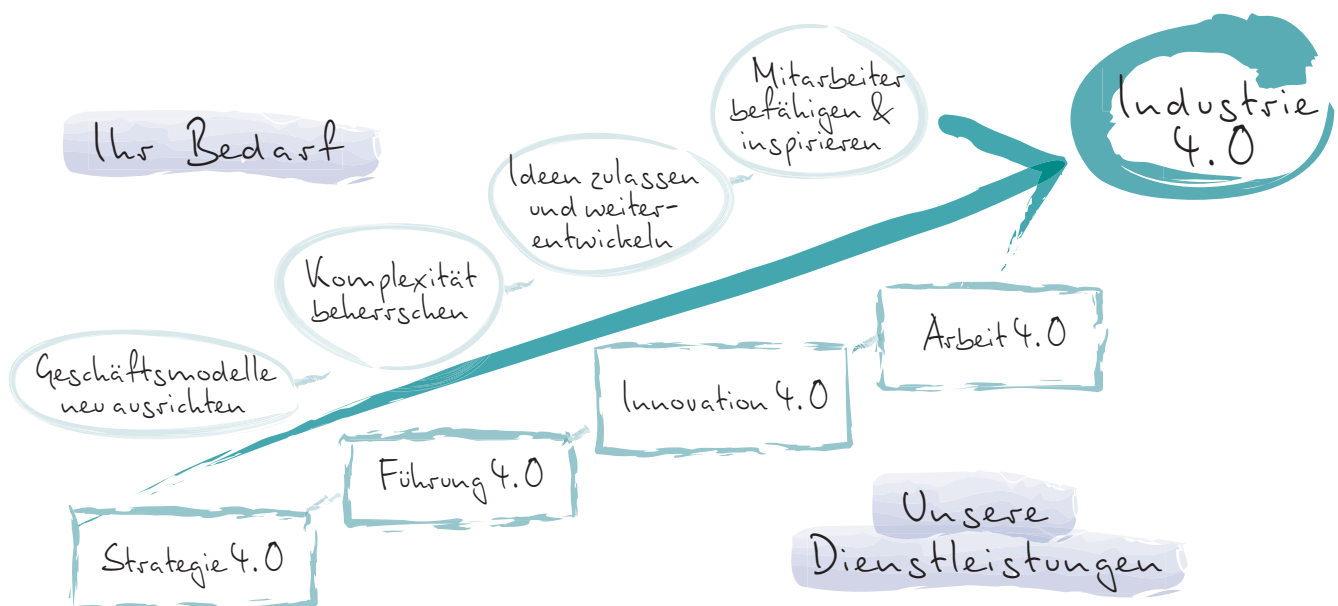 Ihr Bedarf
Mitarbeiter
befähigen &
inspirieren
Industrie
4.0
Ideen zulassen
und weiter-
entwickeln
Komplexität
beherrschen
Geschäftsmodelle
neu ausrichten
Arbeit 4.0
Innovation 4.0
Führung 4.0
Strategie 4.0
Unsere
Dienstleistungen